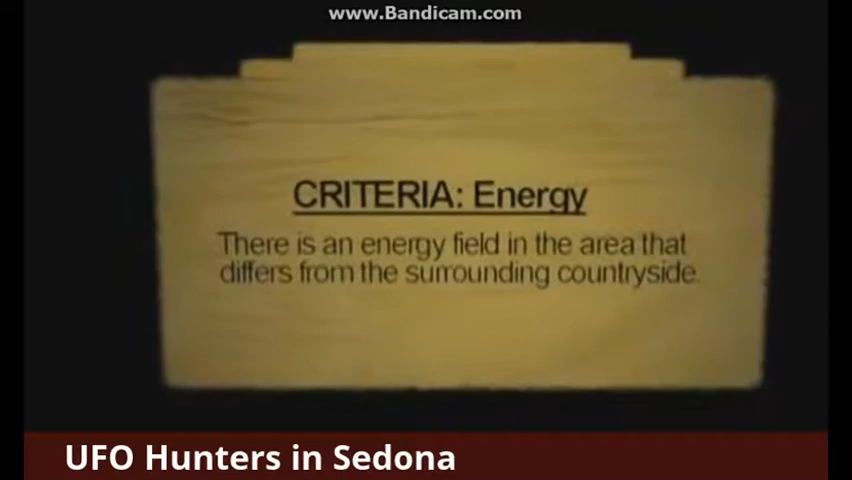 www.Bandicam.com
CRITERIA: Energy
There is an energy field in the area that
differs from the surrounding countryside.
UFO Hunters in Sedona